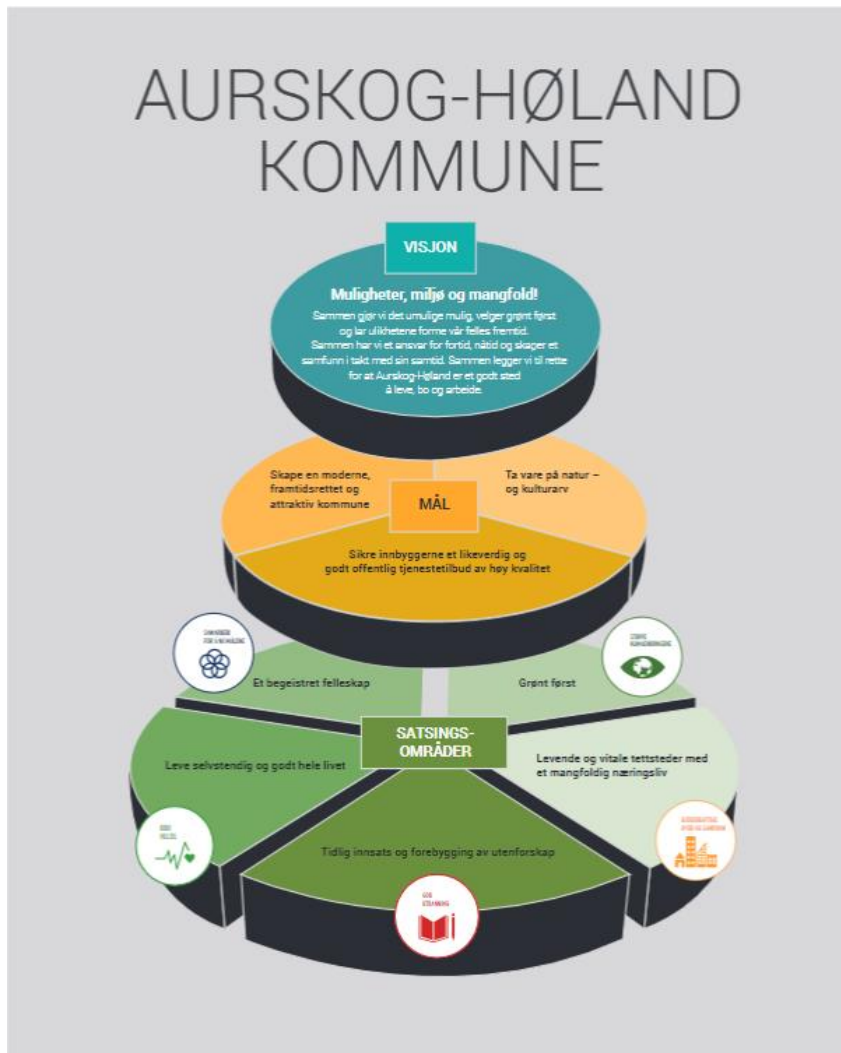 AURSKOG-HØLAND
KOMMUNE
VISJON
Muligheter, miljø og mangfold!
Sammen gjør vi det umulige mulig, velger grønt først
og lar ulikhetene forme vår felles fremtid.
Sammen har vi et ansvar for fortid, nåtid og skaper et
samfunn i takt med sin samtid. Sammen legger vi til rette
for at Aurskog-Høland er et godt sted
å leve, bo og arbeide.
Skape en moderne,
framtidsrettet og
attraktiv kommune
Ta vare på natur –
og kulturarv
MÅL
Sikre innbyggerne et likeverdig og
godt offentlig tjenestetilbud av høy kvalitet
Et begeistret felleskap
Grønt først
SATSINGS-
OMRÅDER
Leve selvstendig og godt hele livet
Levende og vitale tettsteder med
et mangfoldig næringsliv
Tidlig innsats og forebygging av utenforskap